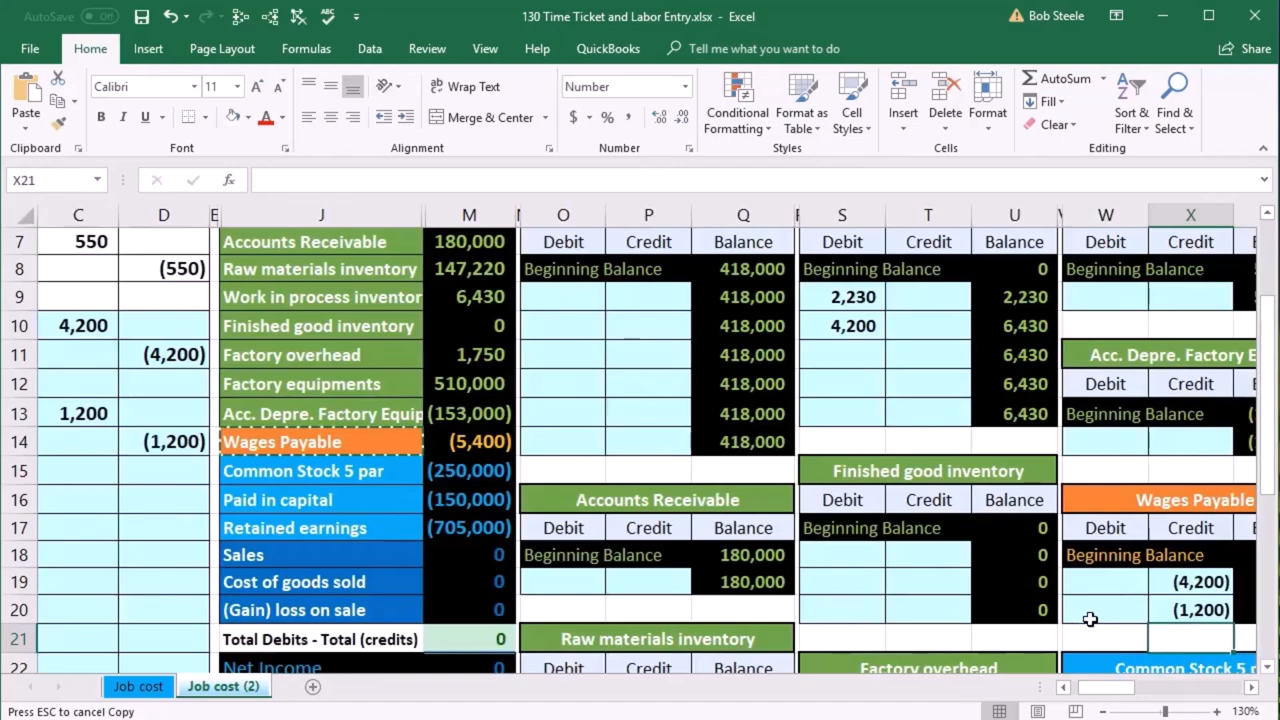 AutoSave Off 130 Time Ticket and Labor Entry.xlsx - Excel Bob Steele
File Home Insert Page Layout Formulas Data Review View Help QuickBooks Tell me what you want to do Share
Paste Calibri 11 Wrap Text Number Conditional Formatting Format as Table Cell Styles Insert Delete Format AutoSum Fill Clear Sort & Filter Find & Select
B I U Merge & Center $ %
Clipboard Font Alignment Number Styles Cells Editing
X21 fx
C D E J M O P Q S T U W X
7 550 Accounts Receivable 180,000 Debit Credit Balance Debit Credit Balance Debit Credit
8 (550) Raw materials inventory 147,220 Beginning Balance 418,000 Beginning Balance 0 Beginning Balance
9 Work in process inventor 6,430 418,000 2,230 2,230
10 4,200 Finished good inventory 0 418,000 4,200 6,430
11 (4,200) Factory overhead 1,750 418,000 6,430 Acc. Depre. Factory E
12 Factory equipments 510,000 418,000 6,430 Debit Credit
13 1,200 Acc. Depre. Factory Equip (153,000) 418,000 6,430 Beginning Balance
14 (1,200) Wages Payable (5,400) 418,000
15 Common Stock 5 par (250,000) Finished good inventory
16 Paid in capital (150,000) Accounts Receivable Debit Credit Balance Wages Payable
17 Retained earnings (705,000) Debit Credit Balance Beginning Balance 0 Debit Credit
18 Sales 0 Beginning Balance 180,000 0 Beginning Balance
19 Cost of goods sold 0 180,000 0 (4,200)
20 (Gain) loss on sale 0 0 (1,200)
21 Total Debits - Total (credits) 0 Raw materials inventory
22 Net Income 0 Debit Credit Balance Factory overhead Common Stock 5
Job cost Job cost (2)
Press ESC to cancel Copy 130%